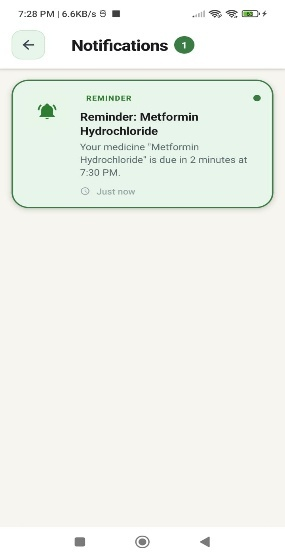 7:28 PM | 6.6KB/s
Notifications 1
REMINDER
Reminder: Metformin
Hydrochloride
Your medicine "Metformin
Hydrochloride" is due in 2 minutes at
7:30 PM.
Just now